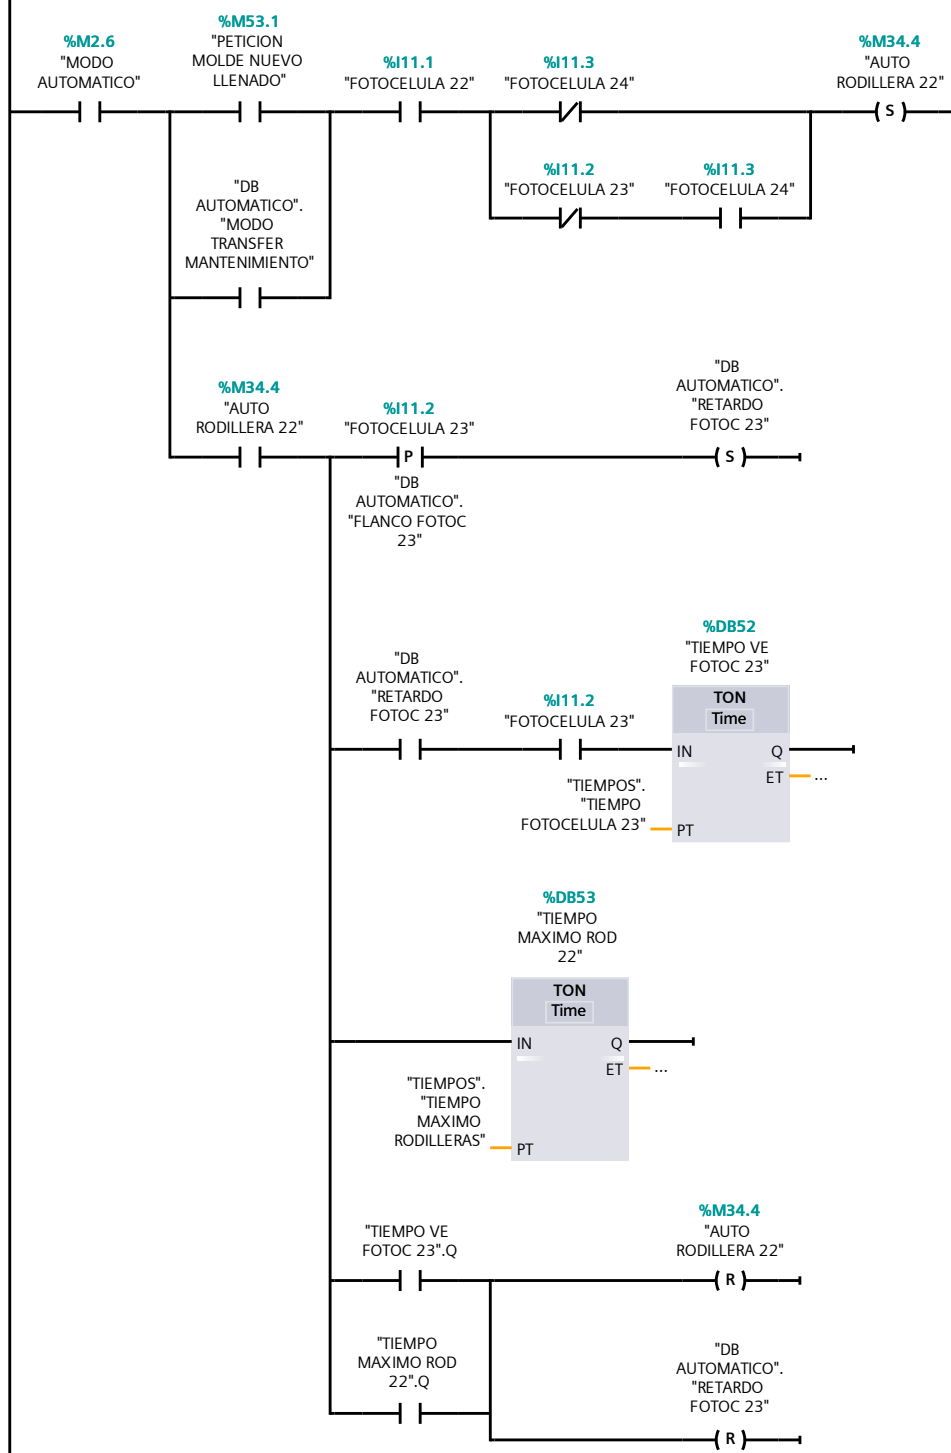 %M2.6
"MODO
AUTOMATICO"
%M53.1
"PETICION
MOLDE NUEVO
LLENADO"
%I11.1
"FOTOCELULA 22"
%I11.3
"FOTOCELULA 24"
%M34.4
"AUTO
RODILLERA 22"
S
%I11.2
"FOTOCELULA 23"
%I11.3
"FOTOCELULA 24"
"DB
AUTOMATICO".
"MODO
TRANSFER
MANTENIMIENTO"
%M34.4
"AUTO
RODILLERA 22"
%I11.2
"FOTOCELULA 23"
P
"DB
AUTOMATICO".
"FLANCO FOTOC
23"
"DB
AUTOMATICO".
"RETARDO
FOTOC 23"
S
"DB
AUTOMATICO".
"RETARDO
FOTOC 23"
%I11.2
"FOTOCELULA 23"
%DB52
"TIEMPO VE
FOTOC 23"
TON
Time
IN
Q
ET
...
"TIEMPOS".
"TIEMPO
FOTOCELULA 23"
PT
%DB53
"TIEMPO
MAXIMO ROD
22"
TON
Time
IN
Q
ET
...
"TIEMPOS".
"TIEMPO
MAXIMO
RODILLERAS"
PT
"TIEMPO VE
FOTOC 23".Q
%M34.4
"AUTO
RODILLERA 22"
R
"TIEMPO
MAXIMO ROD
22".Q
"DB
AUTOMATICO".
"RETARDO
FOTOC 23"
R